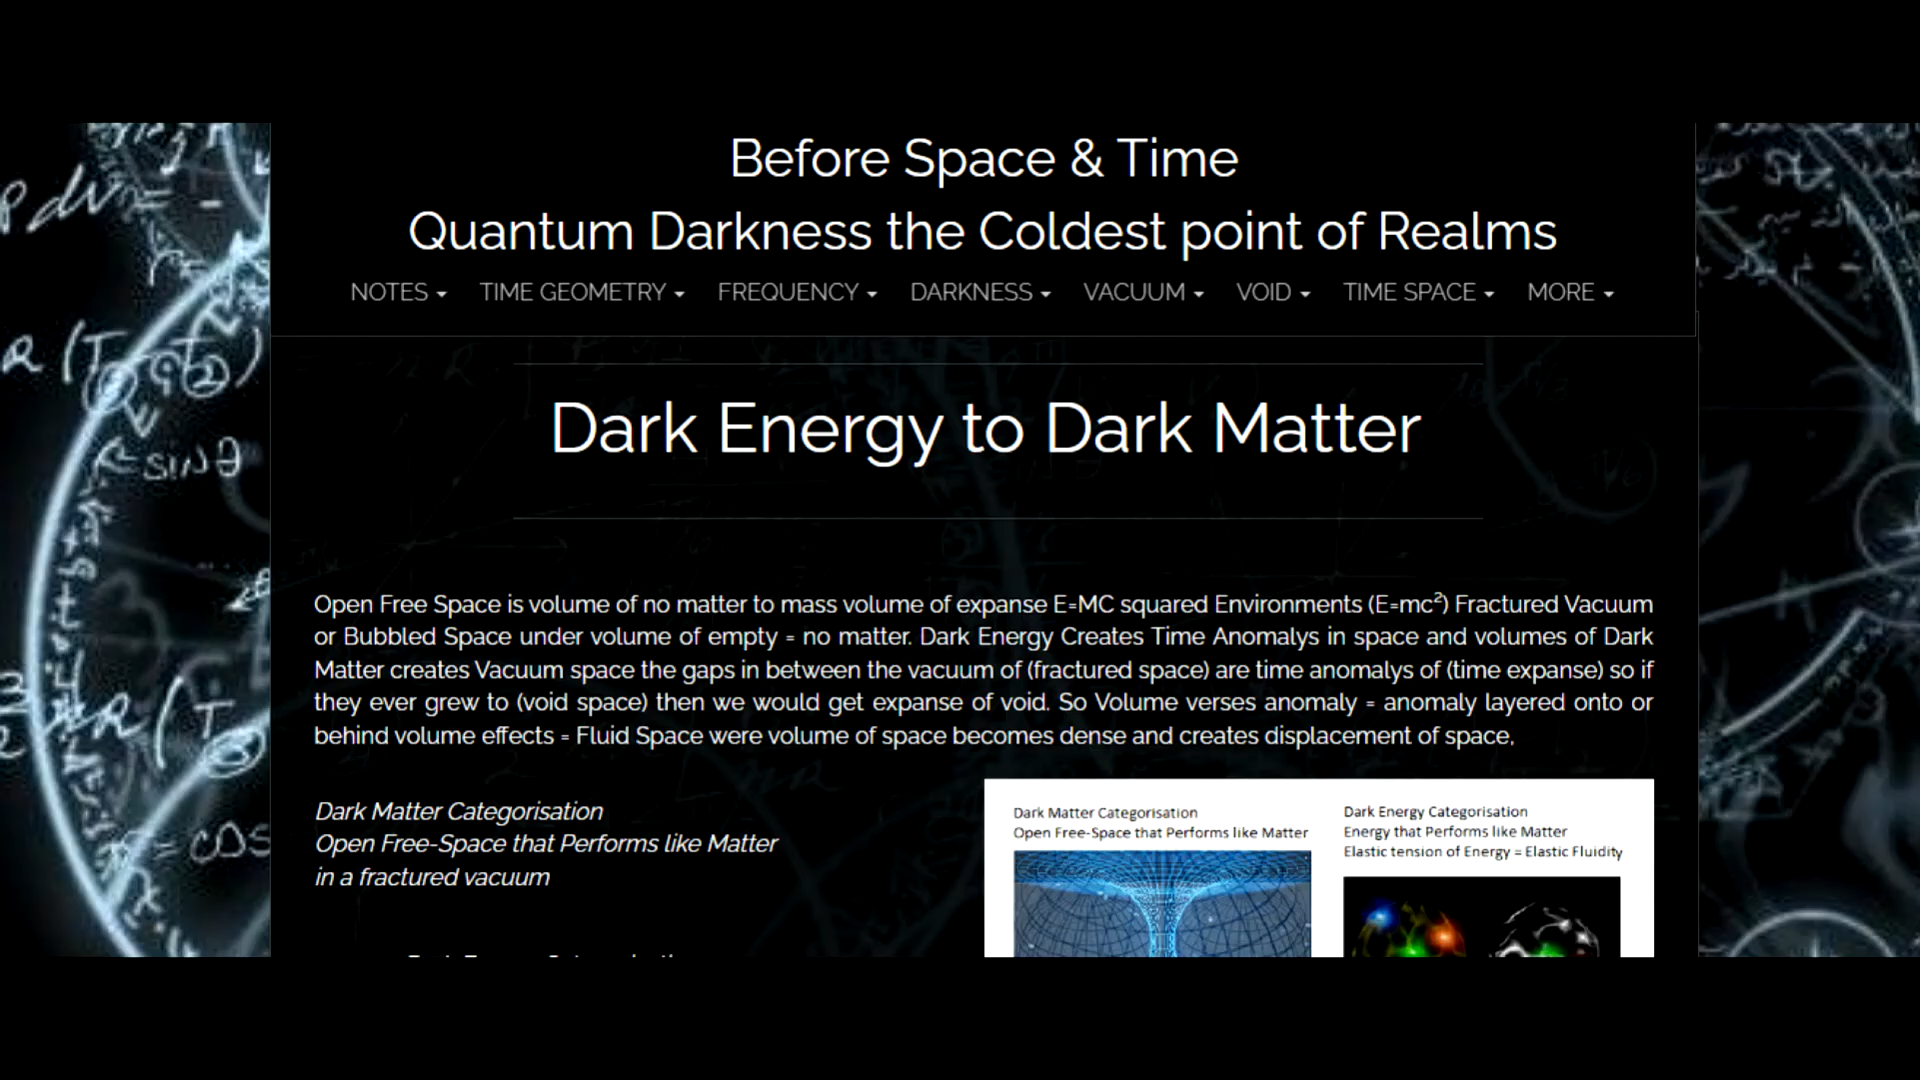 Before Space & Time
Quantum Darkness the Coldest point of Realms
NOTES TIME GEOMETRY FREQUENCY DARKNESS VACUUM VOID TIME SPACE MORE
Dark Energy to Dark Matter
Open Free Space is volume of no matter to mass volume of expanse E=MC squared Environments (E=mc²) Fractured Vacuum
or Bubbled Space under volume of empty = no matter. Dark Energy Creates Time Anomalys in space and volumes of Dark
Matter creates Vacuum space the gaps in between the vacuum of (fractured space) are time anomalys of (time expanse) so if
they ever grew to (void space) then we would get expanse of void. So Volume verses anomaly = anomaly layered onto or
behind volume effects = Fluid Space were volume of space becomes dense and creates displacement of space,
Dark Matter Categorisation
Open Free-Space that Performs like Matter
in a fractured vacuum
Dark Matter Categorisation
Open Free-Space that Performs like Matter
Dark Energy Categorisation
Energy that Performs like Matter
Elastic tension of Energy = Elastic Fluidity
sin θ